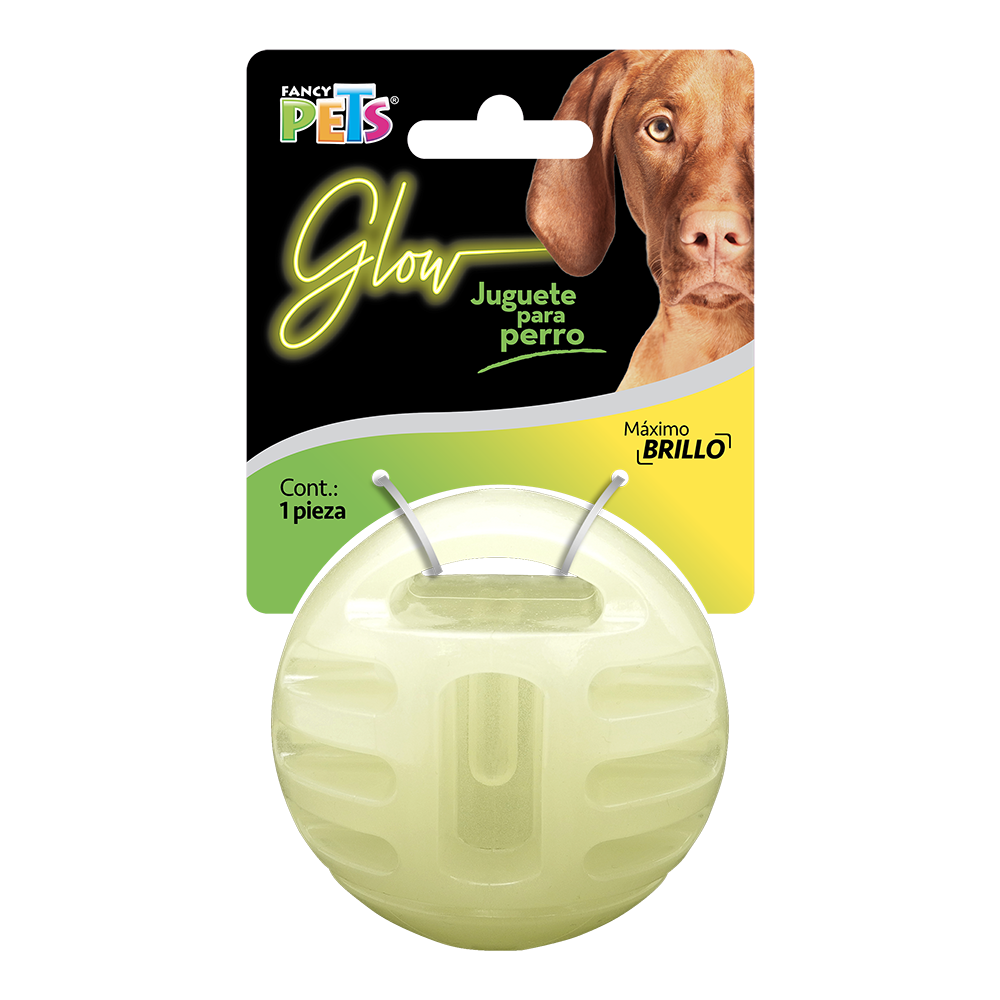 FANCY
PETS®
Glow
Juguete
para
perro
Máximo
BRILLO
Cont.:
1 pieza